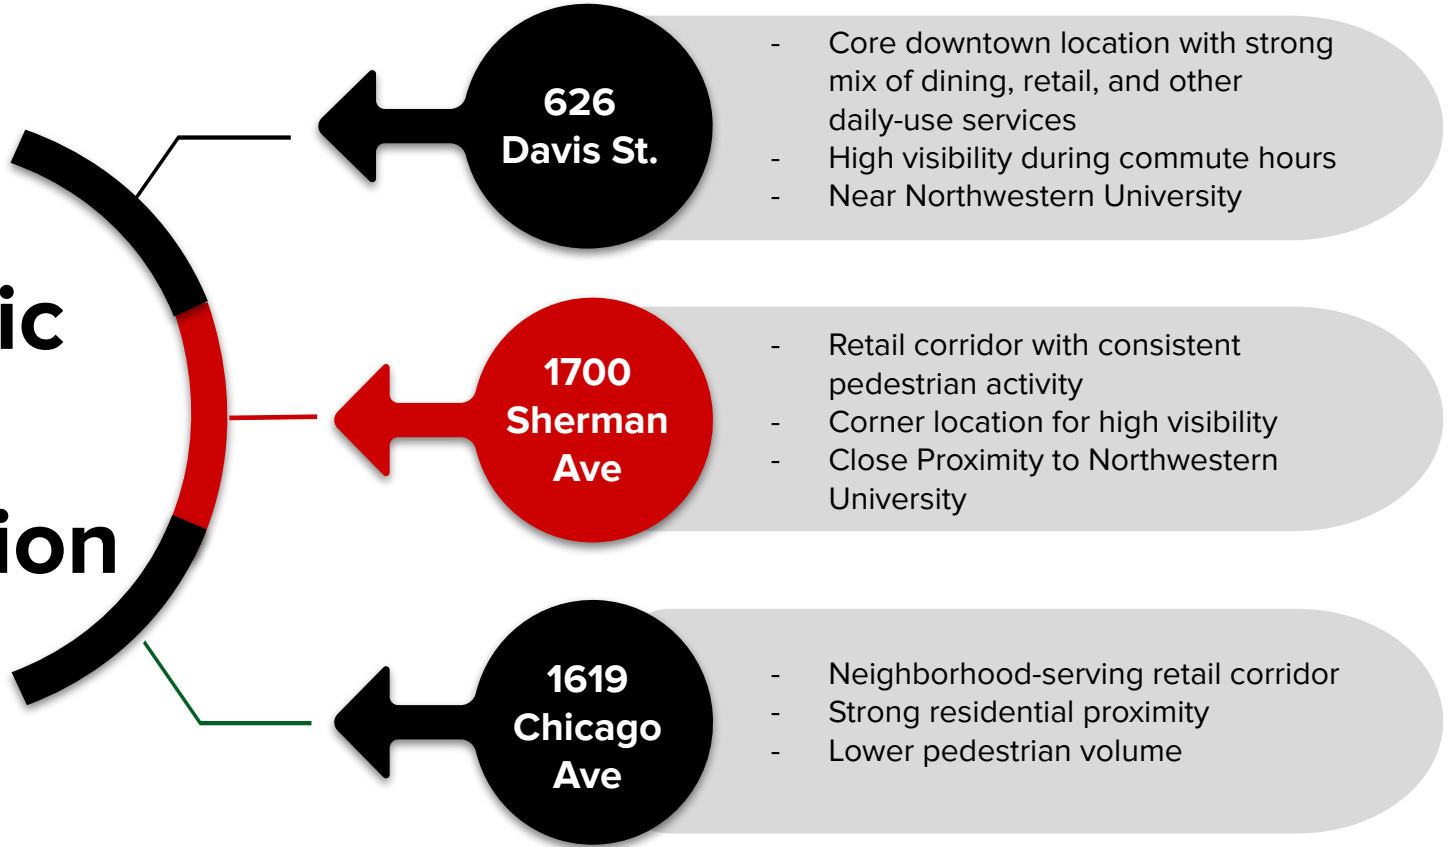 ic
ion
626
Davis St.
- Core downtown location with strong
mix of dining, retail, and other
daily-use services
- High visibility during commute hours
- Near Northwestern University
1700
Sherman
Ave
- Retail corridor with consistent
pedestrian activity
- Corner location for high visibility
- Close Proximity to Northwestern
University
1619
Chicago
Ave
- Neighborhood-serving retail corridor
- Strong residential proximity
- Lower pedestrian volume